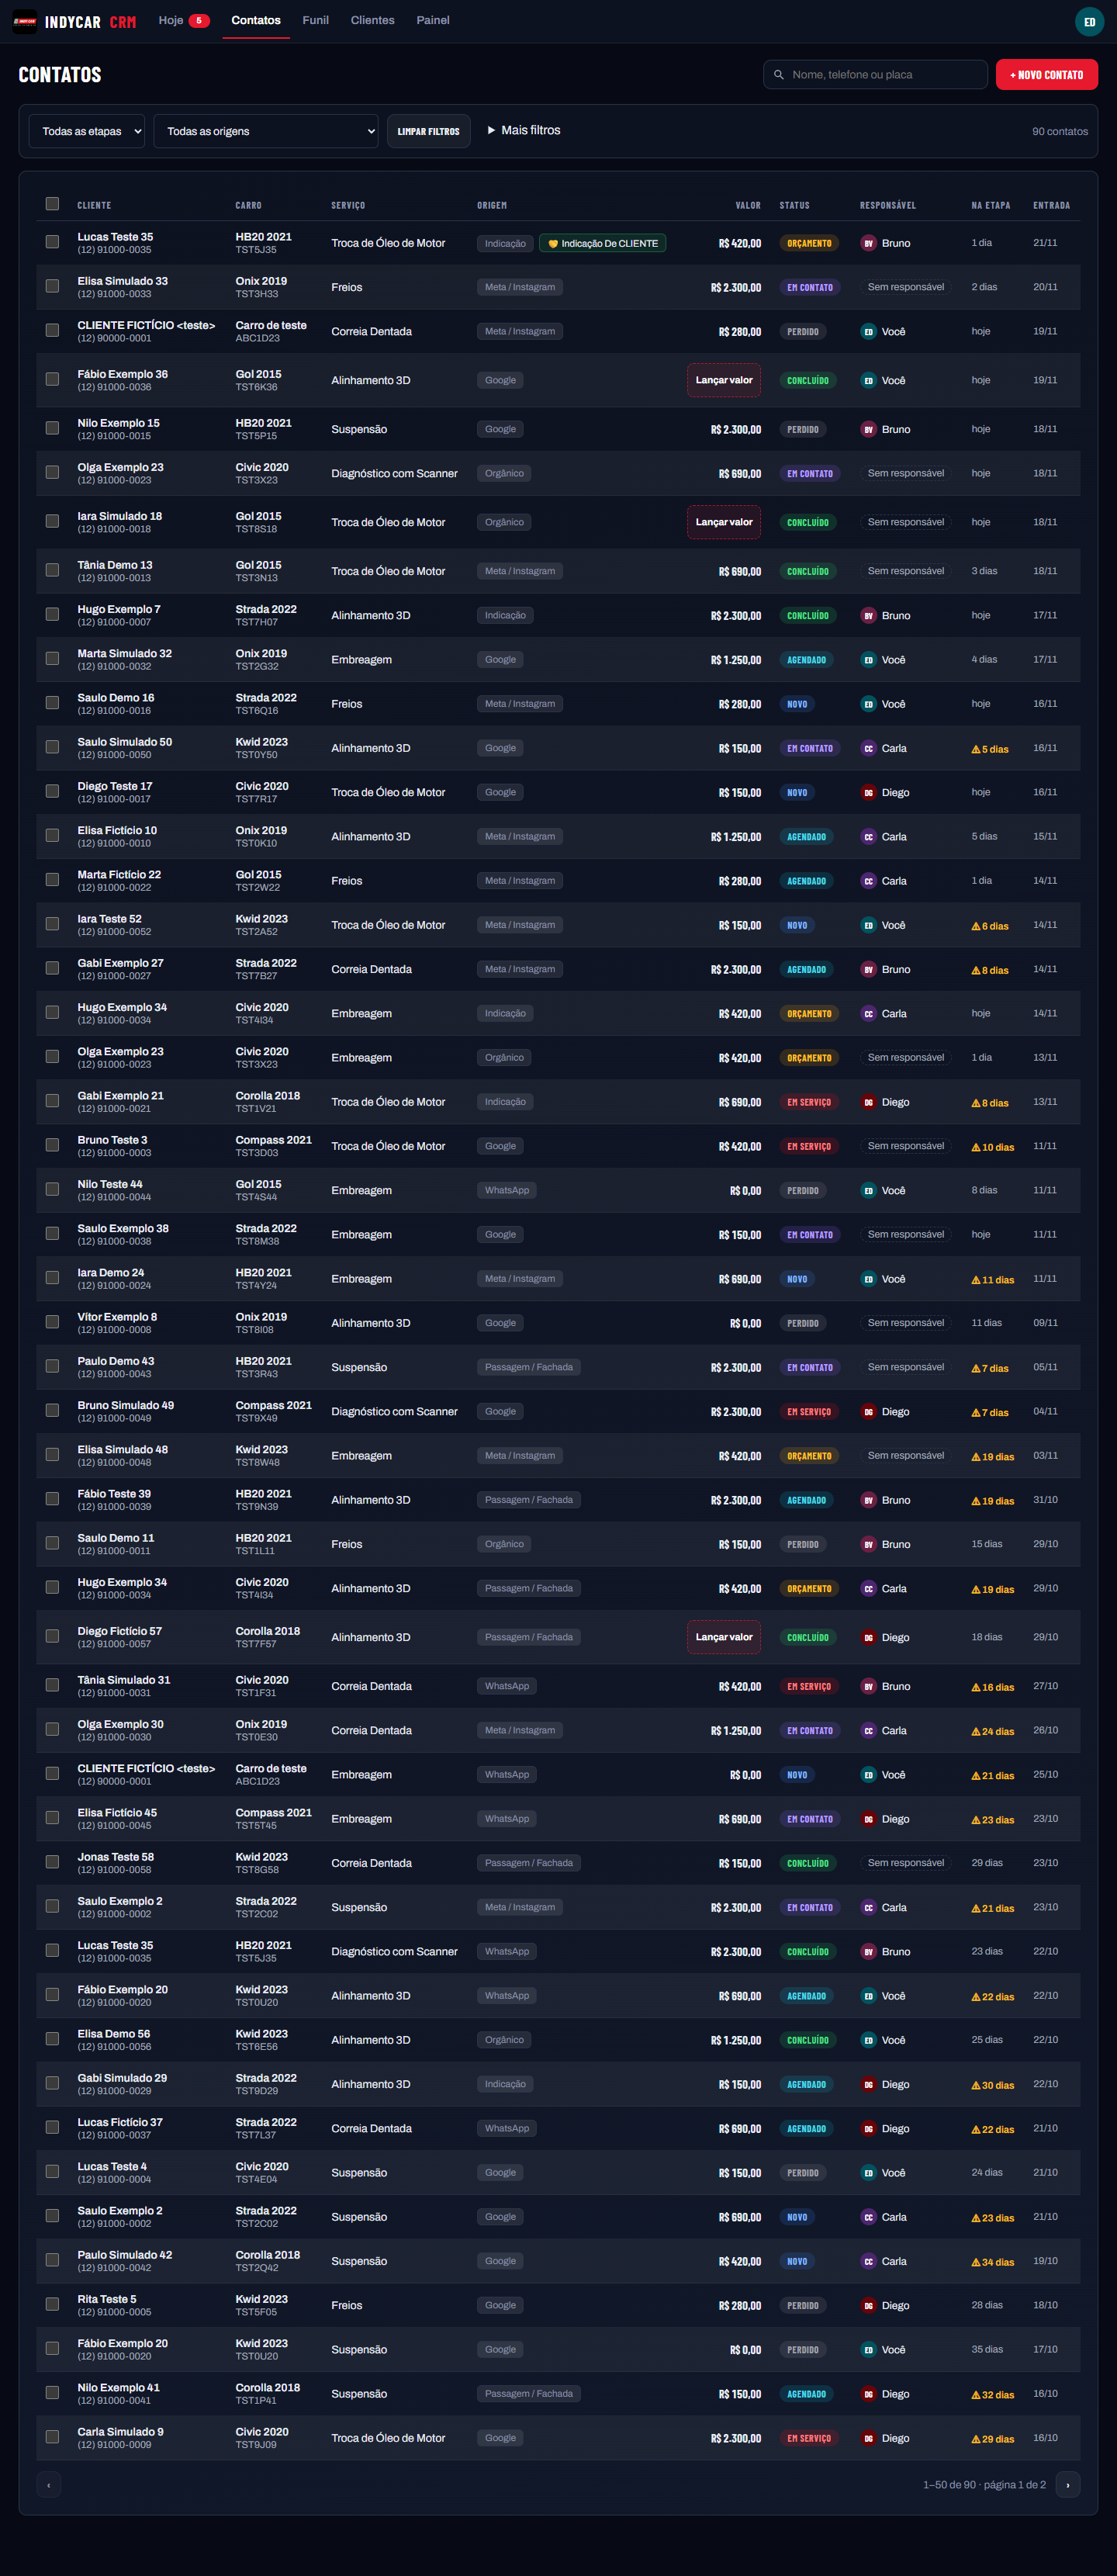 INDYCAR CRM Hoje 5 Contatos Funil Clientes Painel ED
CONTATOS Nome, telefone ou placa + NOVO CONTATO
Todas as etapas Todas as origens LIMPAR FILTROS ▶ Mais filtros 90 contatos
CLIENTE CARRO SERVIÇO ORIGEM VALOR STATUS RESPONSÁVEL NA ETAPA ENTRADA
Lucas Teste 35 HB20 2021 Troca de Óleo de Motor Indicação 🤝 Indicação De CLIENTE R$ 420,00 ORÇAMENTO BV Bruno 1 dia 21/11
(12) 91000-0035 TST5J35
Elisa Simulado 33 Onix 2019 Freios Meta / Instagram R$ 2.300,00 EM CONTATO Sem responsável 2 dias 20/11
(12) 91000-0033 TST3H33
CLIENTE FICTÍCIO <teste> Carro de teste Correia Dentada Meta / Instagram R$ 280,00 PERDIDO ED Você hoje 19/11
(12) 90000-0001 ABC1D23
Fábio Exemplo 36 Gol 2015 Alinhamento 3D Google Lançar valor CONCLUÍDO ED Você hoje 19/11
(12) 91000-0036 TST6K36
Nilo Exemplo 15 HB20 2021 Suspensão Google R$ 2.300,00 PERDIDO BV Bruno hoje 18/11
(12) 91000-0015 TST5P15
Olga Exemplo 23 Civic 2020 Diagnóstico com Scanner Orgânico R$ 690,00 EM CONTATO Sem responsável hoje 18/11
(12) 91000-0023 TST3X23
Iara Simulado 18 Gol 2015 Troca de Óleo de Motor Orgânico Lançar valor CONCLUÍDO Sem responsável hoje 18/11
(12) 91000-0018 TST8S18
Tânia Demo 13 Gol 2015 Troca de Óleo de Motor Meta / Instagram R$ 690,00 CONCLUÍDO Sem responsável 3 dias 18/11
(12) 91000-0013 TST3N13
Hugo Exemplo 7 Strada 2022 Alinhamento 3D Indicação R$ 2.300,00 CONCLUÍDO BV Bruno hoje 17/11
(12) 91000-0007 TST7H07
Marta Simulado 32 Onix 2019 Embreagem Google R$ 1.250,00 AGENDADO ED Você 4 dias 17/11
(12) 91000-0032 TST2G32
Saulo Demo 16 Strada 2022 Freios Meta / Instagram R$ 280,00 NOVO ED Você hoje 16/11
(12) 91000-0016 TST6Q16
Saulo Simulado 50 Kwid 2023 Alinhamento 3D Google R$ 150,00 EM CONTATO CC Carla ⚠ 5 dias 16/11
(12) 91000-0050 TST0Y50
Diego Teste 17 Civic 2020 Troca de Óleo de Motor Google R$ 150,00 NOVO DG Diego hoje 16/11
(12) 91000-0017 TST7R17
Elisa Fictício 10 Onix 2019 Alinhamento 3D Meta / Instagram R$ 1.250,00 AGENDADO CC Carla 5 dias 15/11
(12) 91000-0010 TST0K10
Marta Fictício 22 Gol 2015 Freios Meta / Instagram R$ 280,00 AGENDADO CC Carla 1 dia 14/11
(12) 91000-0022 TST2W22
Iara Teste 52 Kwid 2023 Troca de Óleo de Motor Meta / Instagram R$ 150,00 NOVO ED Você ⚠ 6 dias 14/11
(12) 91000-0052 TST2A52
Gabi Exemplo 27 Strada 2022 Correia Dentada Meta / Instagram R$ 2.300,00 AGENDADO BV Bruno ⚠ 8 dias 14/11
(12) 91000-0027 TST7B27
Hugo Exemplo 34 Civic 2020 Embreagem Indicação R$ 420,00 ORÇAMENTO CC Carla hoje 14/11
(12) 91000-0034 TST4I34
Olga Exemplo 23 Civic 2020 Embreagem Orgânico R$ 420,00 ORÇAMENTO Sem responsável 1 dia 13/11
(12) 91000-0023 TST3X23
Gabi Exemplo 21 Corolla 2018 Troca de Óleo de Motor Indicação R$ 690,00 EM SERVIÇO DG Diego ⚠ 8 dias 13/11
(12) 91000-0021 TST1V21
Bruno Teste 3 Compass 2021 Troca de Óleo de Motor Google R$ 420,00 EM SERVIÇO Sem responsável ⚠ 10 dias 11/11
(12) 91000-0003 TST3D03
Nilo Teste 44 Gol 2015 Embreagem WhatsApp R$ 0,00 PERDIDO ED Você 8 dias 11/11
(12) 91000-0044 TST4S44
Saulo Exemplo 38 Strada 2022 Embreagem Google R$ 150,00 EM CONTATO Sem responsável hoje 11/11
(12) 91000-0038 TST8M38
Iara Demo 24 HB20 2021 Embreagem Meta / Instagram R$ 690,00 NOVO ED Você ⚠ 11 dias 11/11
(12) 91000-0024 TST4Y24
Vítor Exemplo 8 Onix 2019 Alinhamento 3D Google R$ 0,00 PERDIDO Sem responsável 11 dias 09/11
(12) 91000-0008 TST8I08
Paulo Demo 43 HB20 2021 Suspensão Passagem / Fachada R$ 2.300,00 EM CONTATO Sem responsável ⚠ 7 dias 05/11
(12) 91000-0043 TST3R43
Bruno Simulado 49 Compass 2021 Diagnóstico com Scanner Google R$ 2.300,00 EM SERVIÇO DG Diego ⚠ 7 dias 04/11
(12) 91000-0049 TST9X49
Elisa Simulado 48 Kwid 2023 Embreagem Meta / Instagram R$ 420,00 ORÇAMENTO Sem responsável ⚠ 19 dias 03/11
(12) 91000-0048 TST8W48
Fábio Teste 39 HB20 2021 Alinhamento 3D Passagem / Fachada R$ 2.300,00 AGENDADO BV Bruno ⚠ 19 dias 31/10
(12) 91000-0039 TST9N39
Saulo Demo 11 HB20 2021 Freios Orgânico R$ 150,00 PERDIDO BV Bruno 15 dias 29/10
(12) 91000-0011 TST1L11
Hugo Exemplo 34 Civic 2020 Alinhamento 3D Passagem / Fachada R$ 420,00 ORÇAMENTO CC Carla ⚠ 19 dias 29/10
(12) 91000-0034 TST4I34
Diego Fictício 57 Corolla 2018 Alinhamento 3D Passagem / Fachada Lançar valor CONCLUÍDO DG Diego 18 dias 29/10
(12) 91000-0057 TST7F57
Tânia Simulado 31 Civic 2020 Correia Dentada WhatsApp R$ 420,00 EM SERVIÇO BV Bruno ⚠ 16 dias 27/10
(12) 91000-0031 TST1F31
Olga Exemplo 30 Onix 2019 Correia Dentada Meta / Instagram R$ 1.250,00 EM CONTATO CC Carla ⚠ 24 dias 26/10
(12) 91000-0030 TST0E30
CLIENTE FICTÍCIO <teste> Carro de teste Embreagem WhatsApp R$ 0,00 NOVO ED Você ⚠ 21 dias 25/10
(12) 90000-0001 ABC1D23
Elisa Fictício 45 Compass 2021 Embreagem WhatsApp R$ 690,00 EM CONTATO DG Diego ⚠ 23 dias 23/10
(12) 91000-0045 TST5T45
Jonas Teste 58 Kwid 2023 Correia Dentada Passagem / Fachada R$ 150,00 CONCLUÍDO Sem responsável 29 dias 23/10
(12) 91000-0058 TST8G58
Saulo Exemplo 2 Strada 2022 Suspensão Meta / Instagram R$ 2.300,00 EM CONTATO CC Carla ⚠ 21 dias 23/10
(12) 91000-0002 TST2C02
Lucas Teste 35 HB20 2021 Diagnóstico com Scanner WhatsApp R$ 2.300,00 CONCLUÍDO BV Bruno 23 dias 22/10
(12) 91000-0035 TST5J35
Fábio Exemplo 20 Kwid 2023 Alinhamento 3D WhatsApp R$ 690,00 AGENDADO ED Você ⚠ 22 dias 22/10
(12) 91000-0020 TST0U20
Elisa Demo 56 Kwid 2023 Alinhamento 3D Orgânico R$ 1.250,00 CONCLUÍDO ED Você 25 dias 22/10
(12) 91000-0056 TST6E56
Gabi Simulado 29 Strada 2022 Alinhamento 3D Indicação R$ 150,00 AGENDADO DG Diego ⚠ 30 dias 22/10
(12) 91000-0029 TST9D29
Lucas Fictício 37 Strada 2022 Correia Dentada WhatsApp R$ 690,00 AGENDADO DG Diego ⚠ 22 dias 21/10
(12) 91000-0037 TST7L37
Lucas Teste 4 Civic 2020 Suspensão Google R$ 150,00 PERDIDO ED Você 24 dias 21/10
(12) 91000-0004 TST4E04
Saulo Exemplo 2 Strada 2022 Suspensão Google R$ 690,00 NOVO CC Carla ⚠ 23 dias 21/10
(12) 91000-0002 TST2C02
Paulo Simulado 42 Corolla 2018 Suspensão Google R$ 420,00 NOVO CC Carla ⚠ 34 dias 19/10
(12) 91000-0042 TST2Q42
Rita Teste 5 Kwid 2023 Freios Google R$ 280,00 PERDIDO DG Diego 28 dias 18/10
(12) 91000-0005 TST5F05
Fábio Exemplo 20 Kwid 2023 Suspensão Google R$ 0,00 PERDIDO ED Você 35 dias 17/10
(12) 91000-0020 TST0U20
Nilo Exemplo 41 Corolla 2018 Suspensão Passagem / Fachada R$ 150,00 AGENDADO DG Diego ⚠ 32 dias 16/10
(12) 91000-0041 TST1P41
Carla Simulado 9 Civic 2020 Troca de Óleo de Motor Google R$ 2.300,00 EM SERVIÇO DG Diego ⚠ 29 dias 16/10
(12) 91000-0009 TST9J09
‹ 1–50 de 90 · página 1 de 2 ›